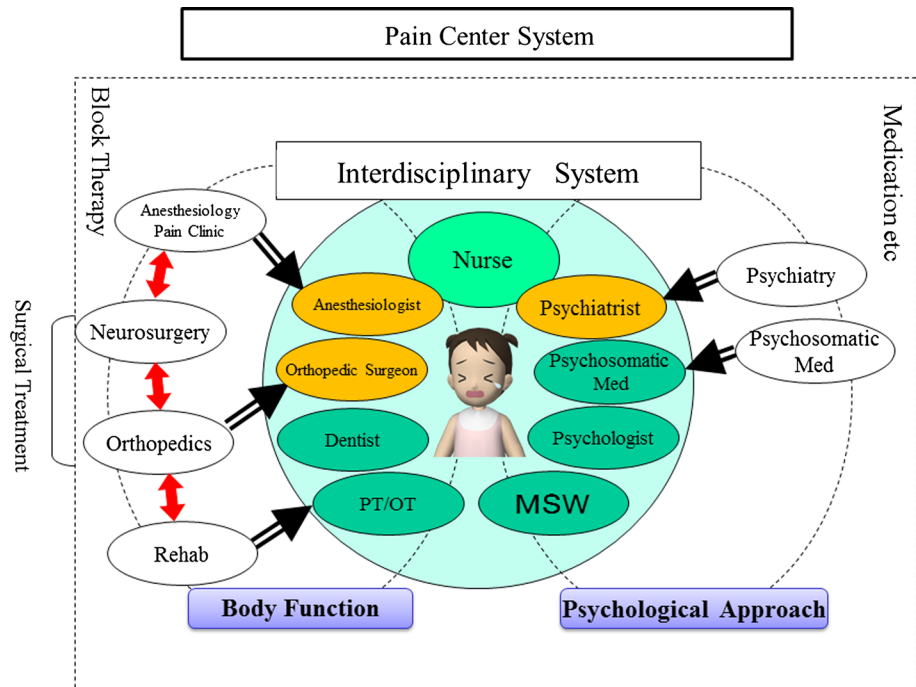 Pain Center System
Block Therapy
Medication etc
Interdisciplinary System
Anesthesiology
Pain Clinic
Nurse
Psychiatry
Anesthesiologist
Psychiatrist
Surgical Treatment
Neurosurgery
Psychosomatic
Med
Orthopedic Surgeon
Psychosomatic
Med
Orthopedics
Dentist
Psychologist
PT/OT
MSW
Rehab
Body Function
Psychological Approach